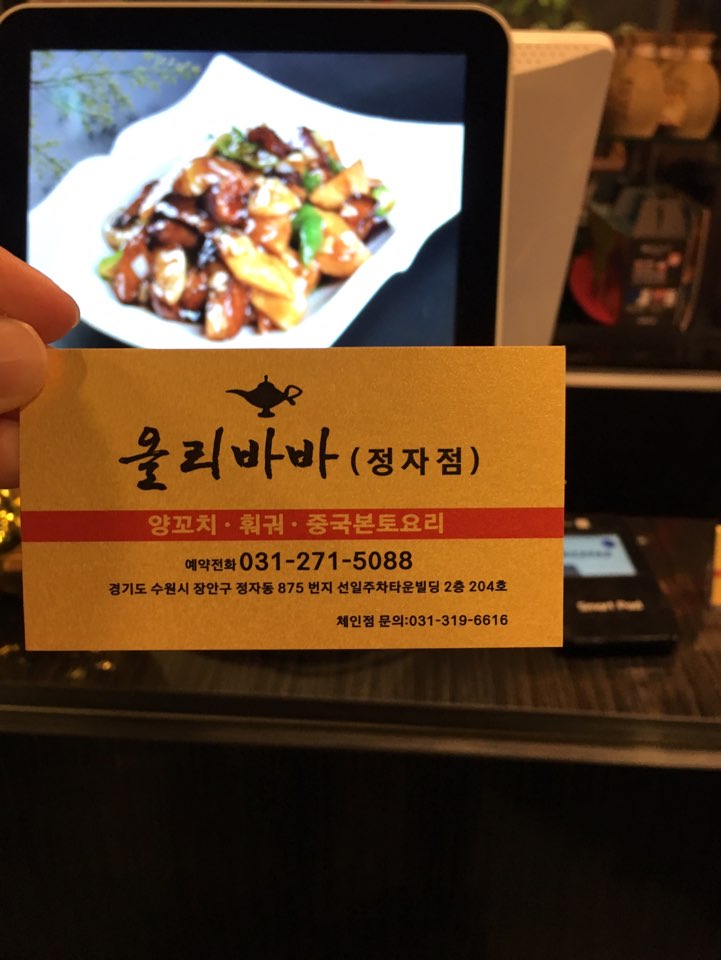 올리바바 (정자점)
양꼬치 · 훠궈 · 중국본토요리
예약전화 031-271-5088
경기도 수원시 장안구 정자동 875 번지 선일주차타운빌딩 2층 204호
체인점 문의:031-319-6616
Smart Pad